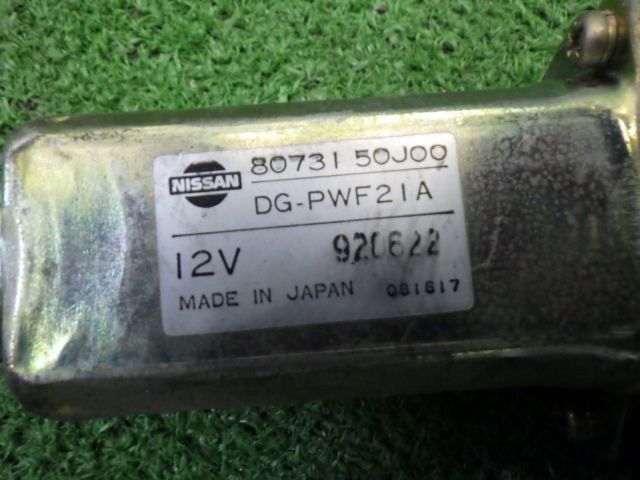 NISSAN 80731 50J00
DG-PWF21A
12V 920622
MADE IN JAPAN 081617